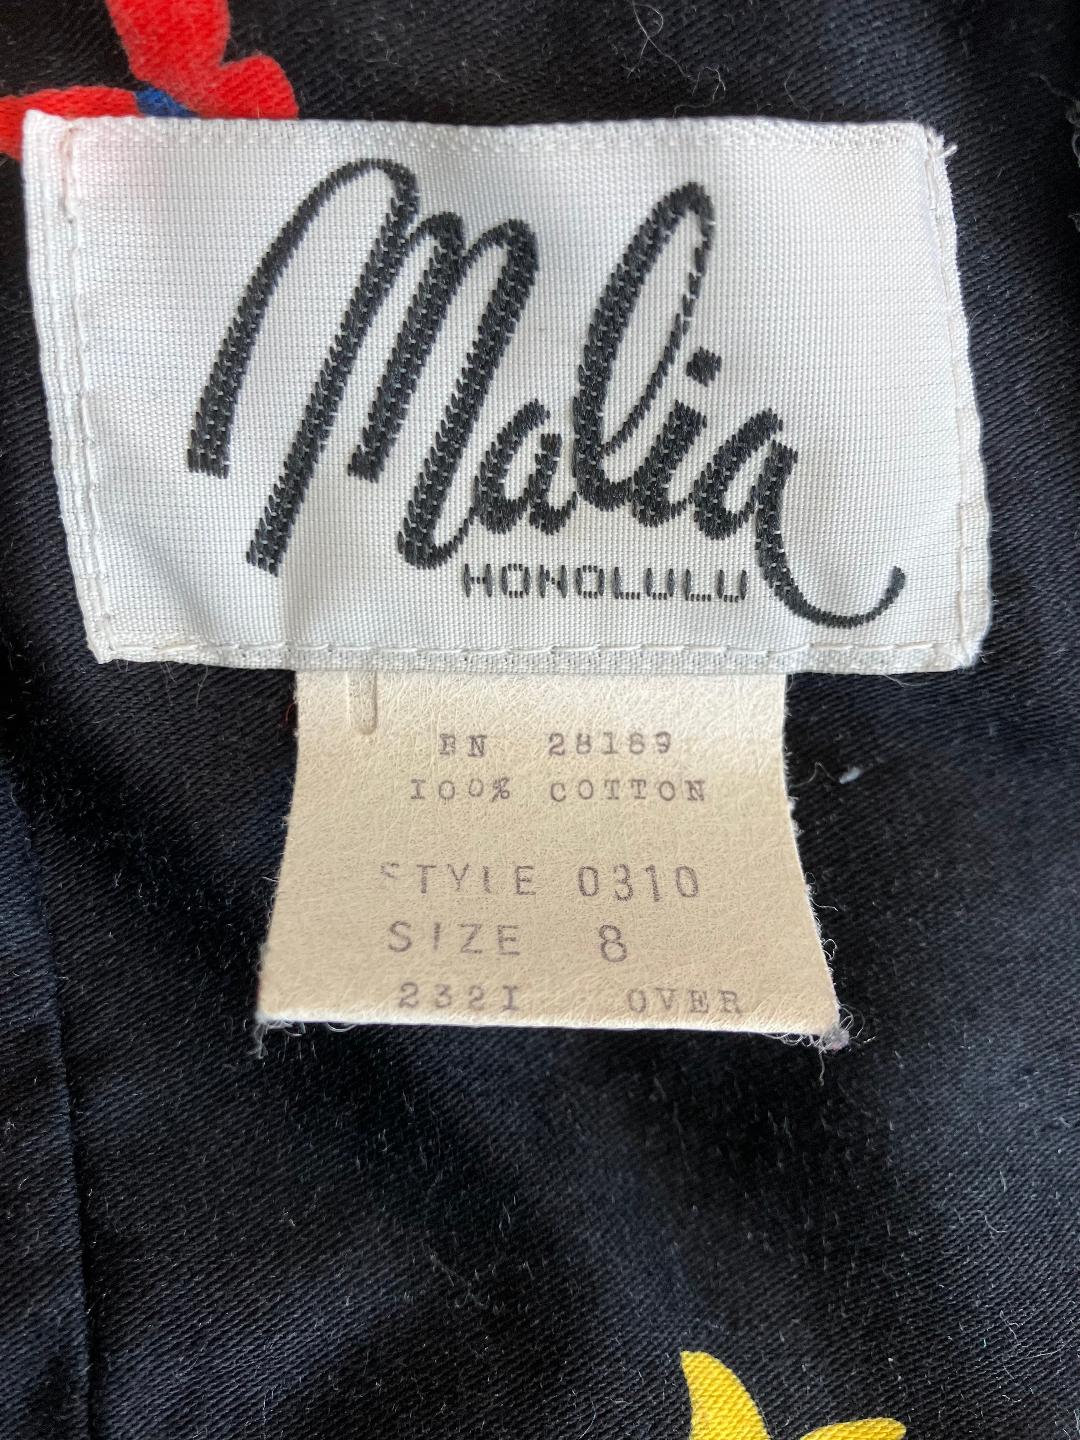 Malia
HONOLULU
RN 28189
100% COTTON
STYLE 0310
SIZE 8
2321 OVER